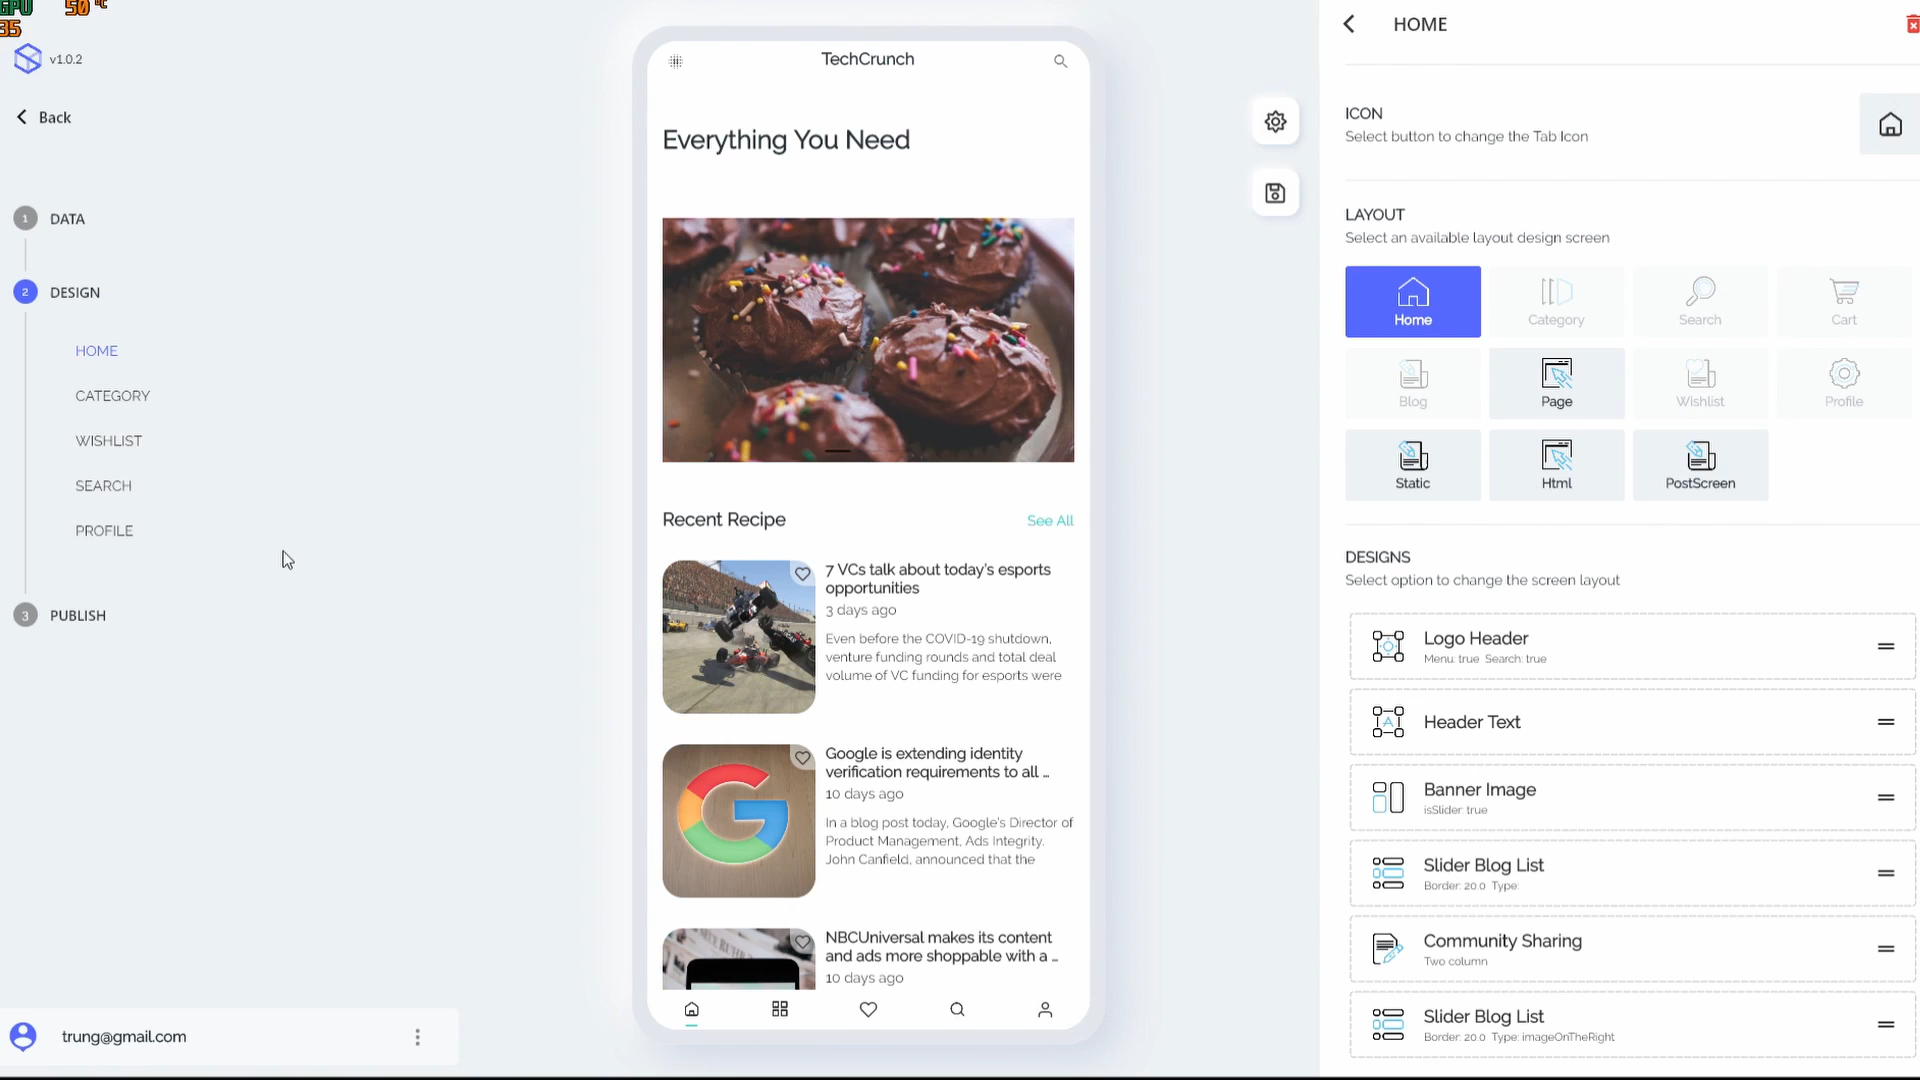 GPU 50 °C
35
v1.0.2
Back
1 DATA
2 DESIGN
HOME
CATEGORY
WISHLIST
SEARCH
PROFILE
3 PUBLISH
trung@gmail.com
TechCrunch
Everything You Need
Recent Recipe
See All
7 VCs talk about today's esports
opportunities
3 days ago
Even before the COVID-19 shutdown,
venture funding rounds and total deal
volume of VC funding for esports were
Google is extending identity
verification requirements to all ...
10 days ago
In a blog post today, Google's Director of
Product Management, Ads Integrity.
John Canfield, announced that the
NBCUniversal makes its content
and ads more shoppable with a ...
10 days ago
HOME
ICON
Select button to change the Tab Icon
LAYOUT
Select an available layout design screen
Home
Category
Search
Cart
Blog
Page
Wishlist
Profile
Static
Html
PostScreen
DESIGNS
Select option to change the screen layout
Logo Header
Menu: true Search: true
Header Text
Banner Image
isSlider: true
Slider Blog List
Border: 20.0 Type:
Community Sharing
Two column
Slider Blog List
Border: 20.0 Type: imageOnTheRight